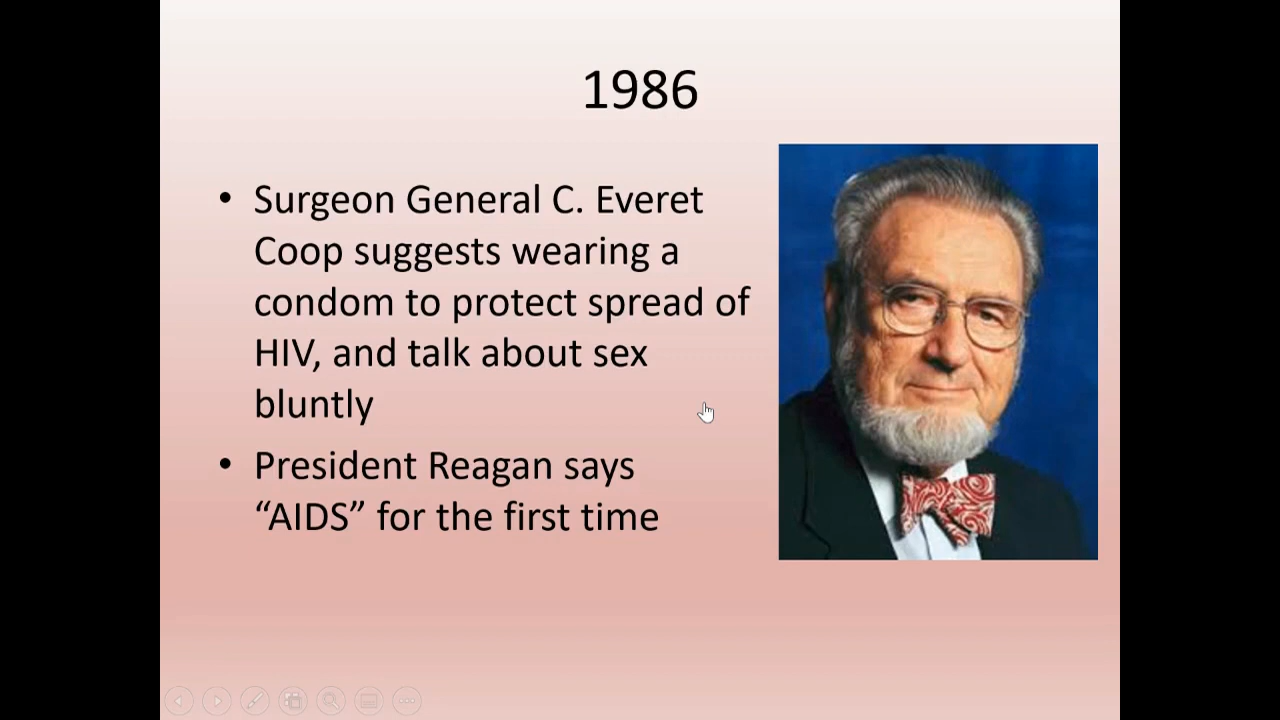 1986
• Surgeon General C. Everet
Coop suggests wearing a
condom to protect spread of
HIV, and talk about sex
bluntly
• President Reagan says
“AIDS” for the first time